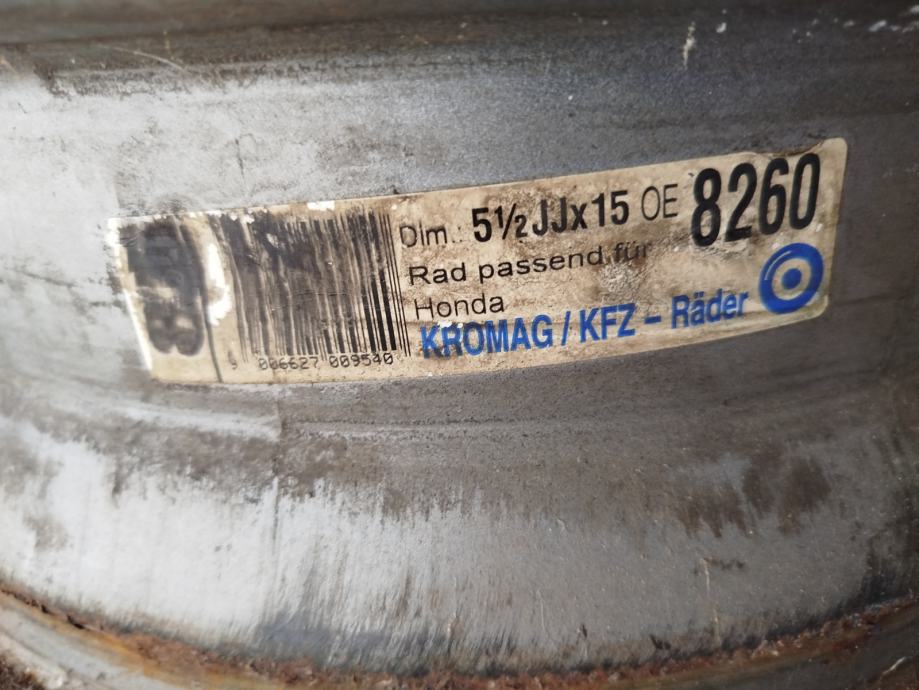 Dim.: 5½JJx15 OE 8260
Rad passend für
Honda
KROMAG / KFZ – Räder
006627 009540